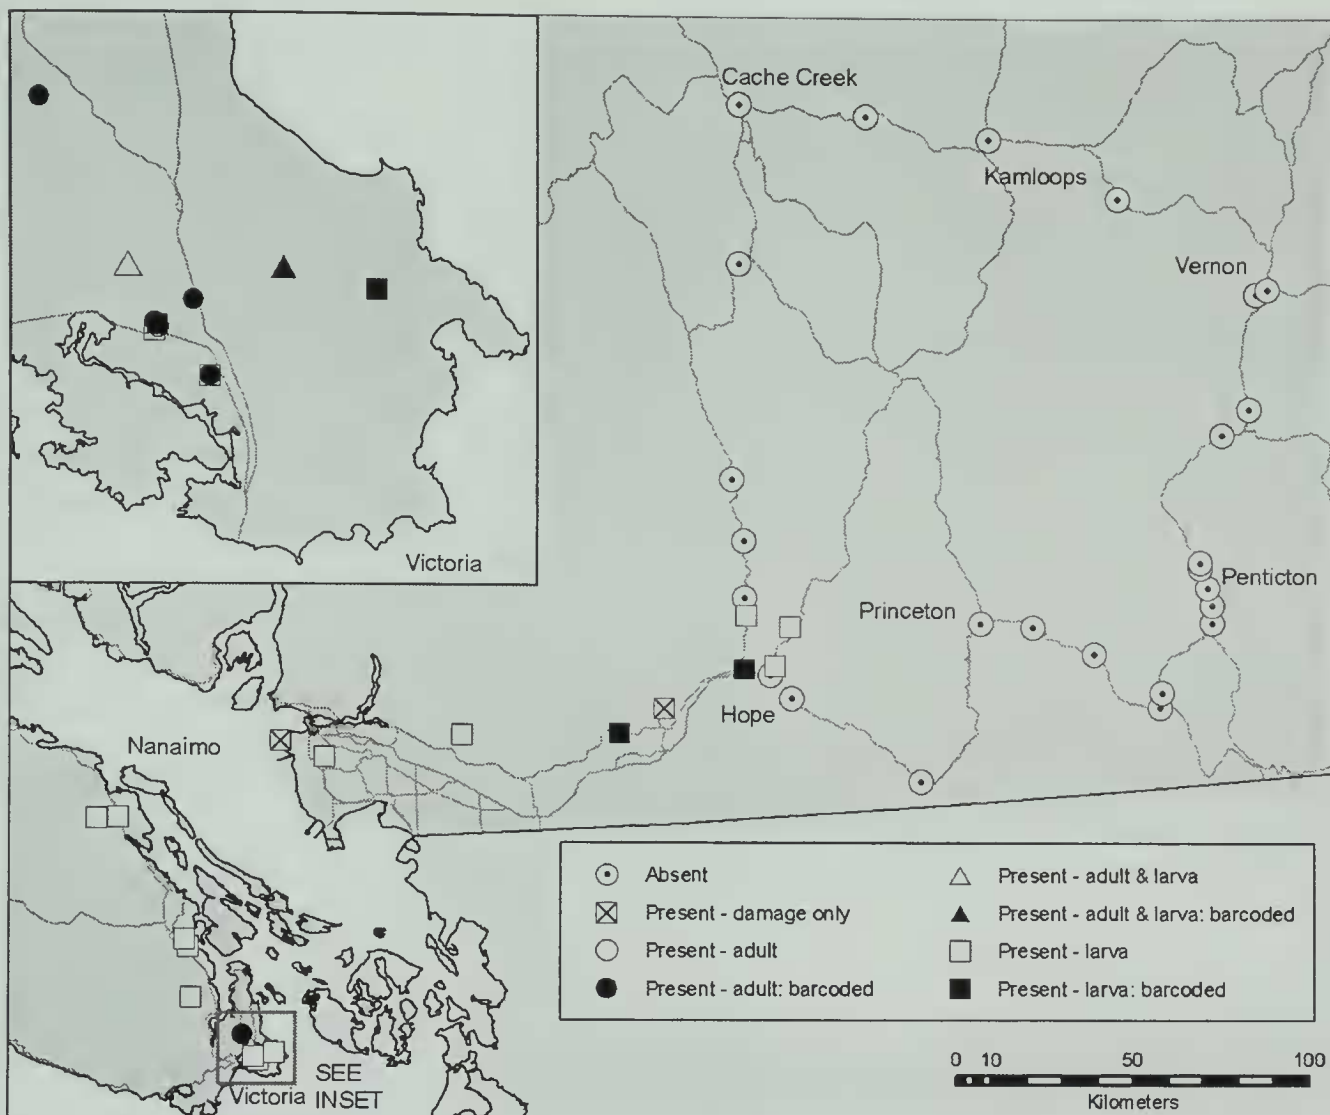 Cache Creek
Kamloops
Vernon
Victoria
Penticton
Princeton
Hope
Nanaimo
Absent
Present - damage only
Present - adult
Present - adult: barcoded
Present - adult & larva
Present - adult & larva: barcoded
Present - larva
Present - larva: barcoded
SEE
Victoria INSET
0 10 50 100
Kilometers